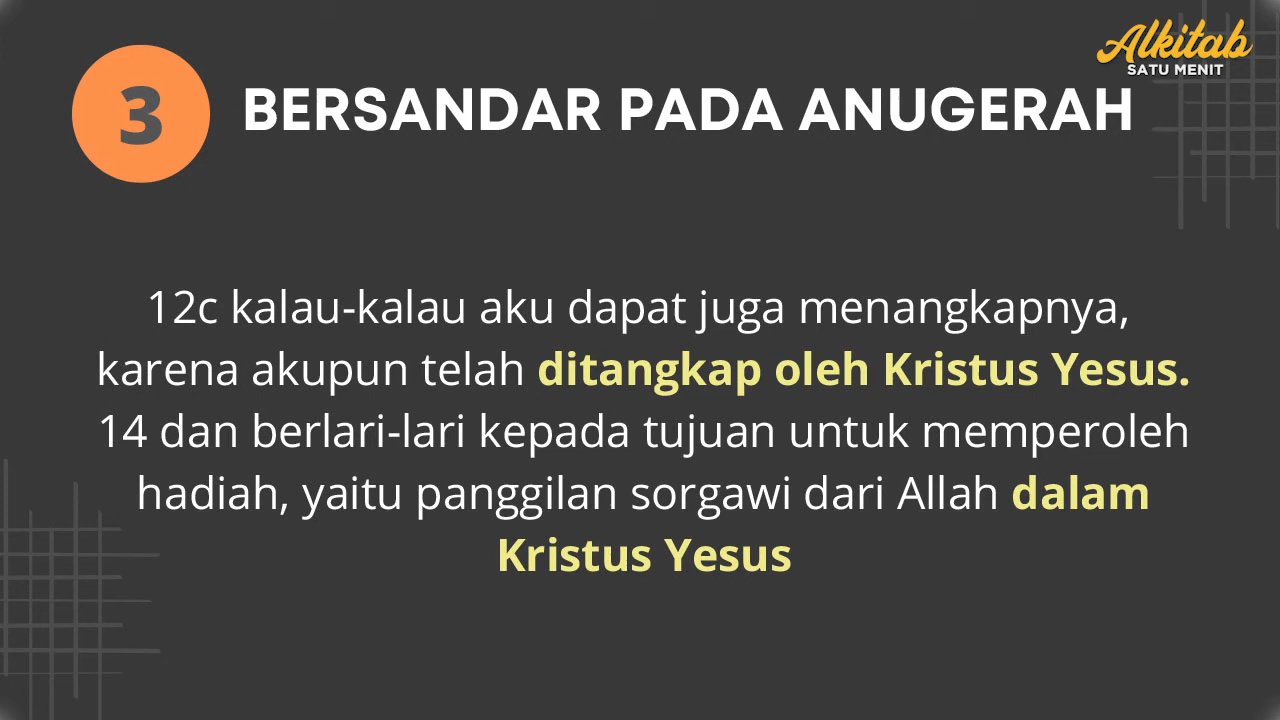 Alkitab
SATU MENIT
3
BERSANDAR PADA ANUGERAH
12c kalau-kalau aku dapat juga menangkapnya,
karena akupun telah ditangkap oleh Kristus Yesus.
14 dan berlari-lari kepada tujuan untuk memperoleh
hadiah, yaitu panggilan sorgawi dari Allah dalam
Kristus Yesus